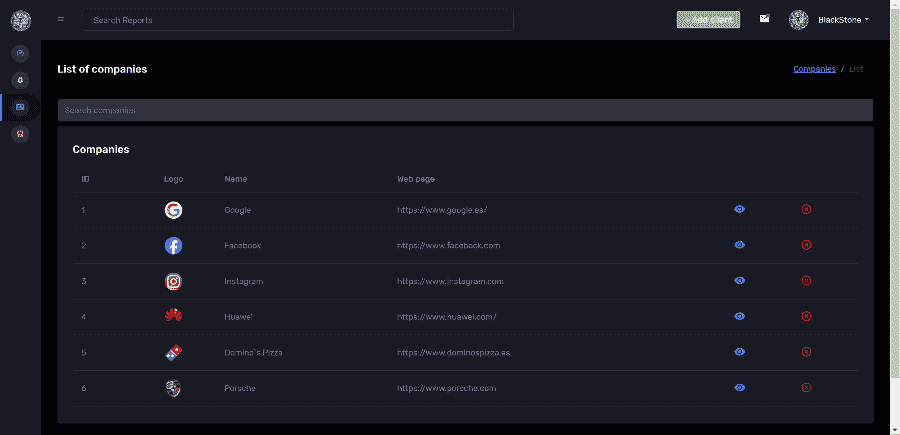 Search Reports
Add client
BlackStone
List of companies
Companies / List
Search companies
Companies
ID Logo Name Web page
1 Google https://www.google.es/
2 Facebook https://www.facebook.com
3 Instagram https://www.instagram.com
4 Huawei https://www.huawei.com/
5 Domino`s Pizza https://www.dominospizza.es
6 Porsche https://www.porsche.com